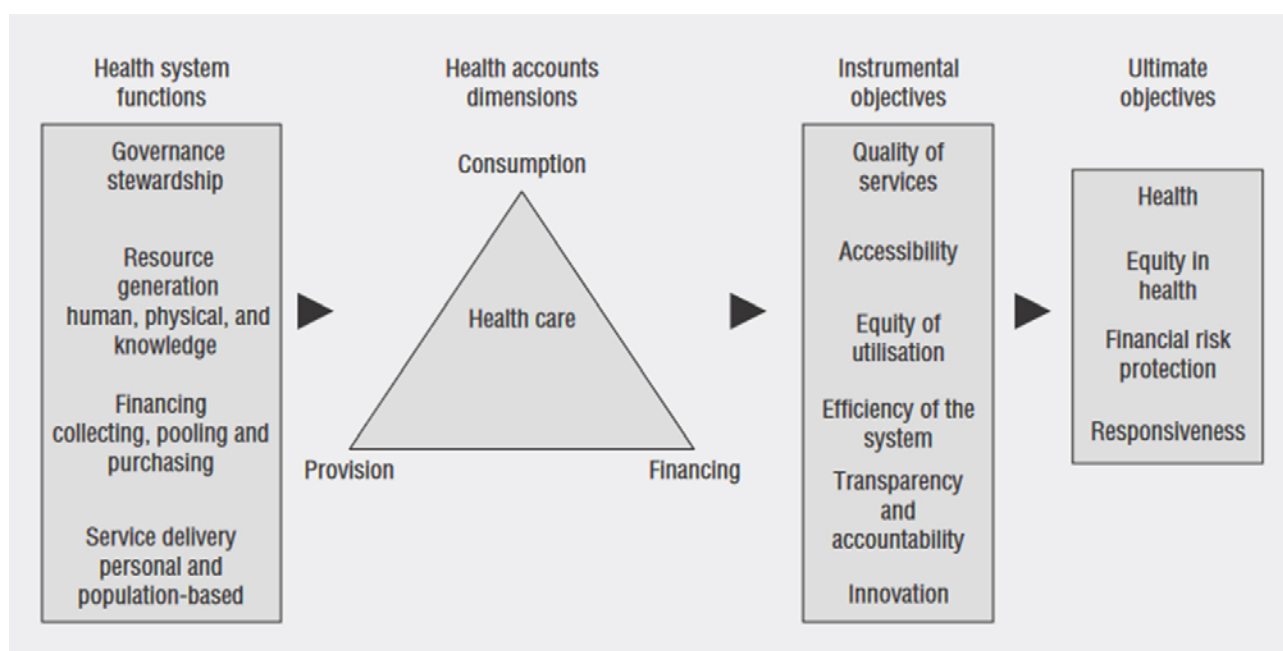 Health system
functions
Governance
stewardship
Resource
generation
human, physical, and
knowledge
Financing
collecting, pooling and
purchasing
Service delivery
personal and
population-based
Health accounts
dimensions
Consumption
Health care
Provision
Financing
Instrumental
objectives
Quality of
services
Accessibility
Equity of
utilisation
Efficiency of the
system
Transparency
and
accountability
Innovation
Ultimate
objectives
Health
Equity in
health
Financial risk
protection
Responsiveness